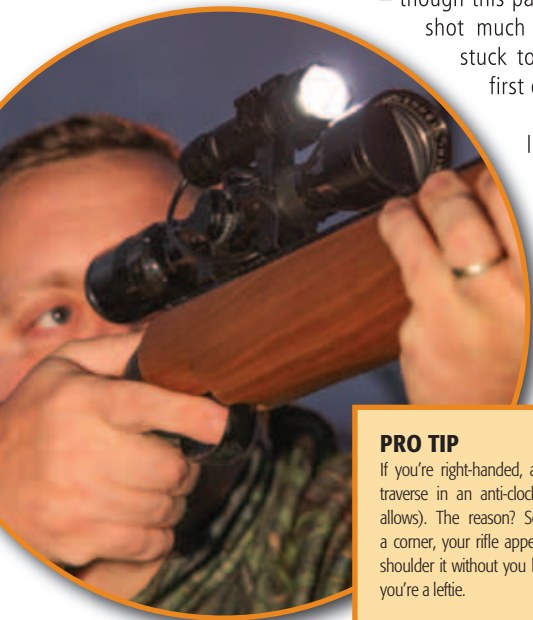 – though this pa
shot much
stuck to
first
PRO TIP
If you're right-handed, a
traverse in an anti-clock
allows). The reason? S
a corner, your rifle appe
shoulder it without you
you're a leftie.